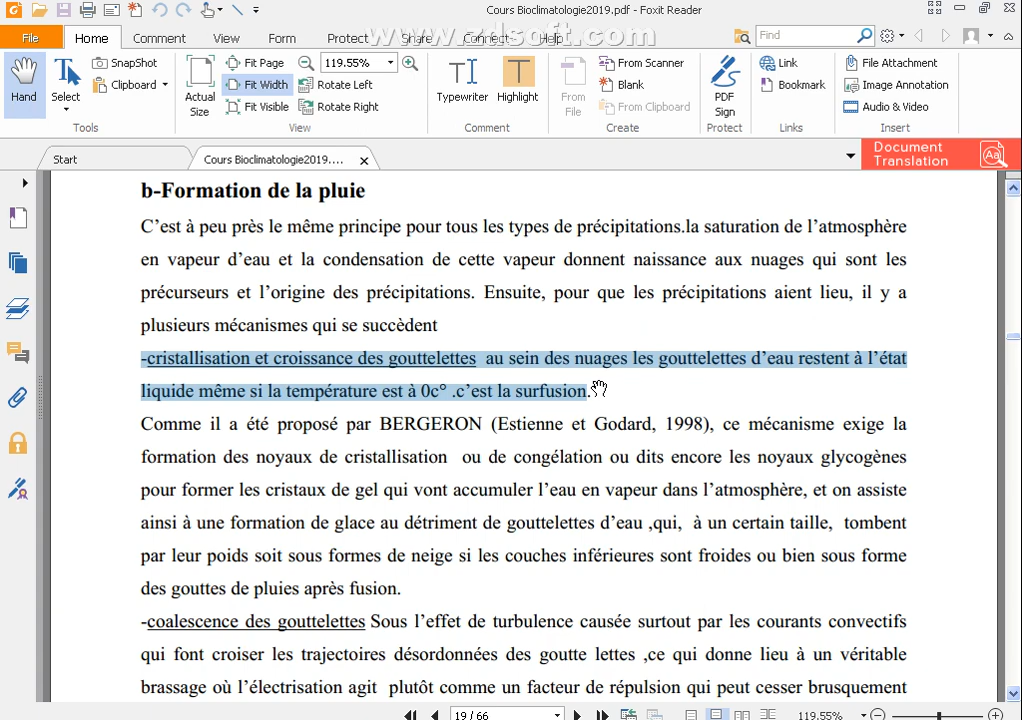 Cours Bioclimatologie2019.pdf - Foxit Reader
File Home Comment View Form Protect Share Connect Help Find
www.zdsoft.com
Hand
Select
SnapShot
Clipboard
Tools
Actual Size
Fit Page
Fit Width
Fit Visible
119.55%
Rotate Left
Rotate Right
View
Typewriter
Highlight
Comment
From File
From Scanner
Blank
From Clipboard
Create
PDF Sign
Protect
Link
Bookmark
Links
File Attachment
Image Annotation
Audio & Video
Insert
Start
Cours Bioclimatologie2019....
Document Translation
b-Formation de la pluie
C’est à peu près le même principe pour tous les types de précipitations.la saturation de l’atmosphère
en vapeur d’eau et la condensation de cette vapeur donnent naissance aux nuages qui sont les
précurseurs et l’origine des précipitations. Ensuite, pour que les précipitations aient lieu, il y a
plusieurs mécanismes qui se succèdent
-cristallisation et croissance des gouttelettes au sein des nuages les gouttelettes d’eau restent à l’état
liquide même si la température est à 0c° .c’est la surfusion.
Comme il a été proposé par BERGERON (Estienne et Godard, 1998), ce mécanisme exige la
formation des noyaux de cristallisation ou de congélation ou dits encore les noyaux glycogènes
pour former les cristaux de gel qui vont accumuler l’eau en vapeur dans l’atmosphère, et on assiste
ainsi à une formation de glace au détriment de gouttelettes d’eau ,qui, à un certain taille, tombent
par leur poids soit sous formes de neige si les couches inférieures sont froides ou bien sous forme
des gouttes de pluies après fusion.
-coalescence des gouttelettes Sous l’effet de turbulence causée surtout par les courants convectifs
qui font croiser les trajectoires désordonnées des goutte lettes ,ce qui donne lieu à un véritable
brassage où l’électrisation agit plutôt comme un facteur de répulsion qui peut cesser brusquement
19 / 66
119.55%